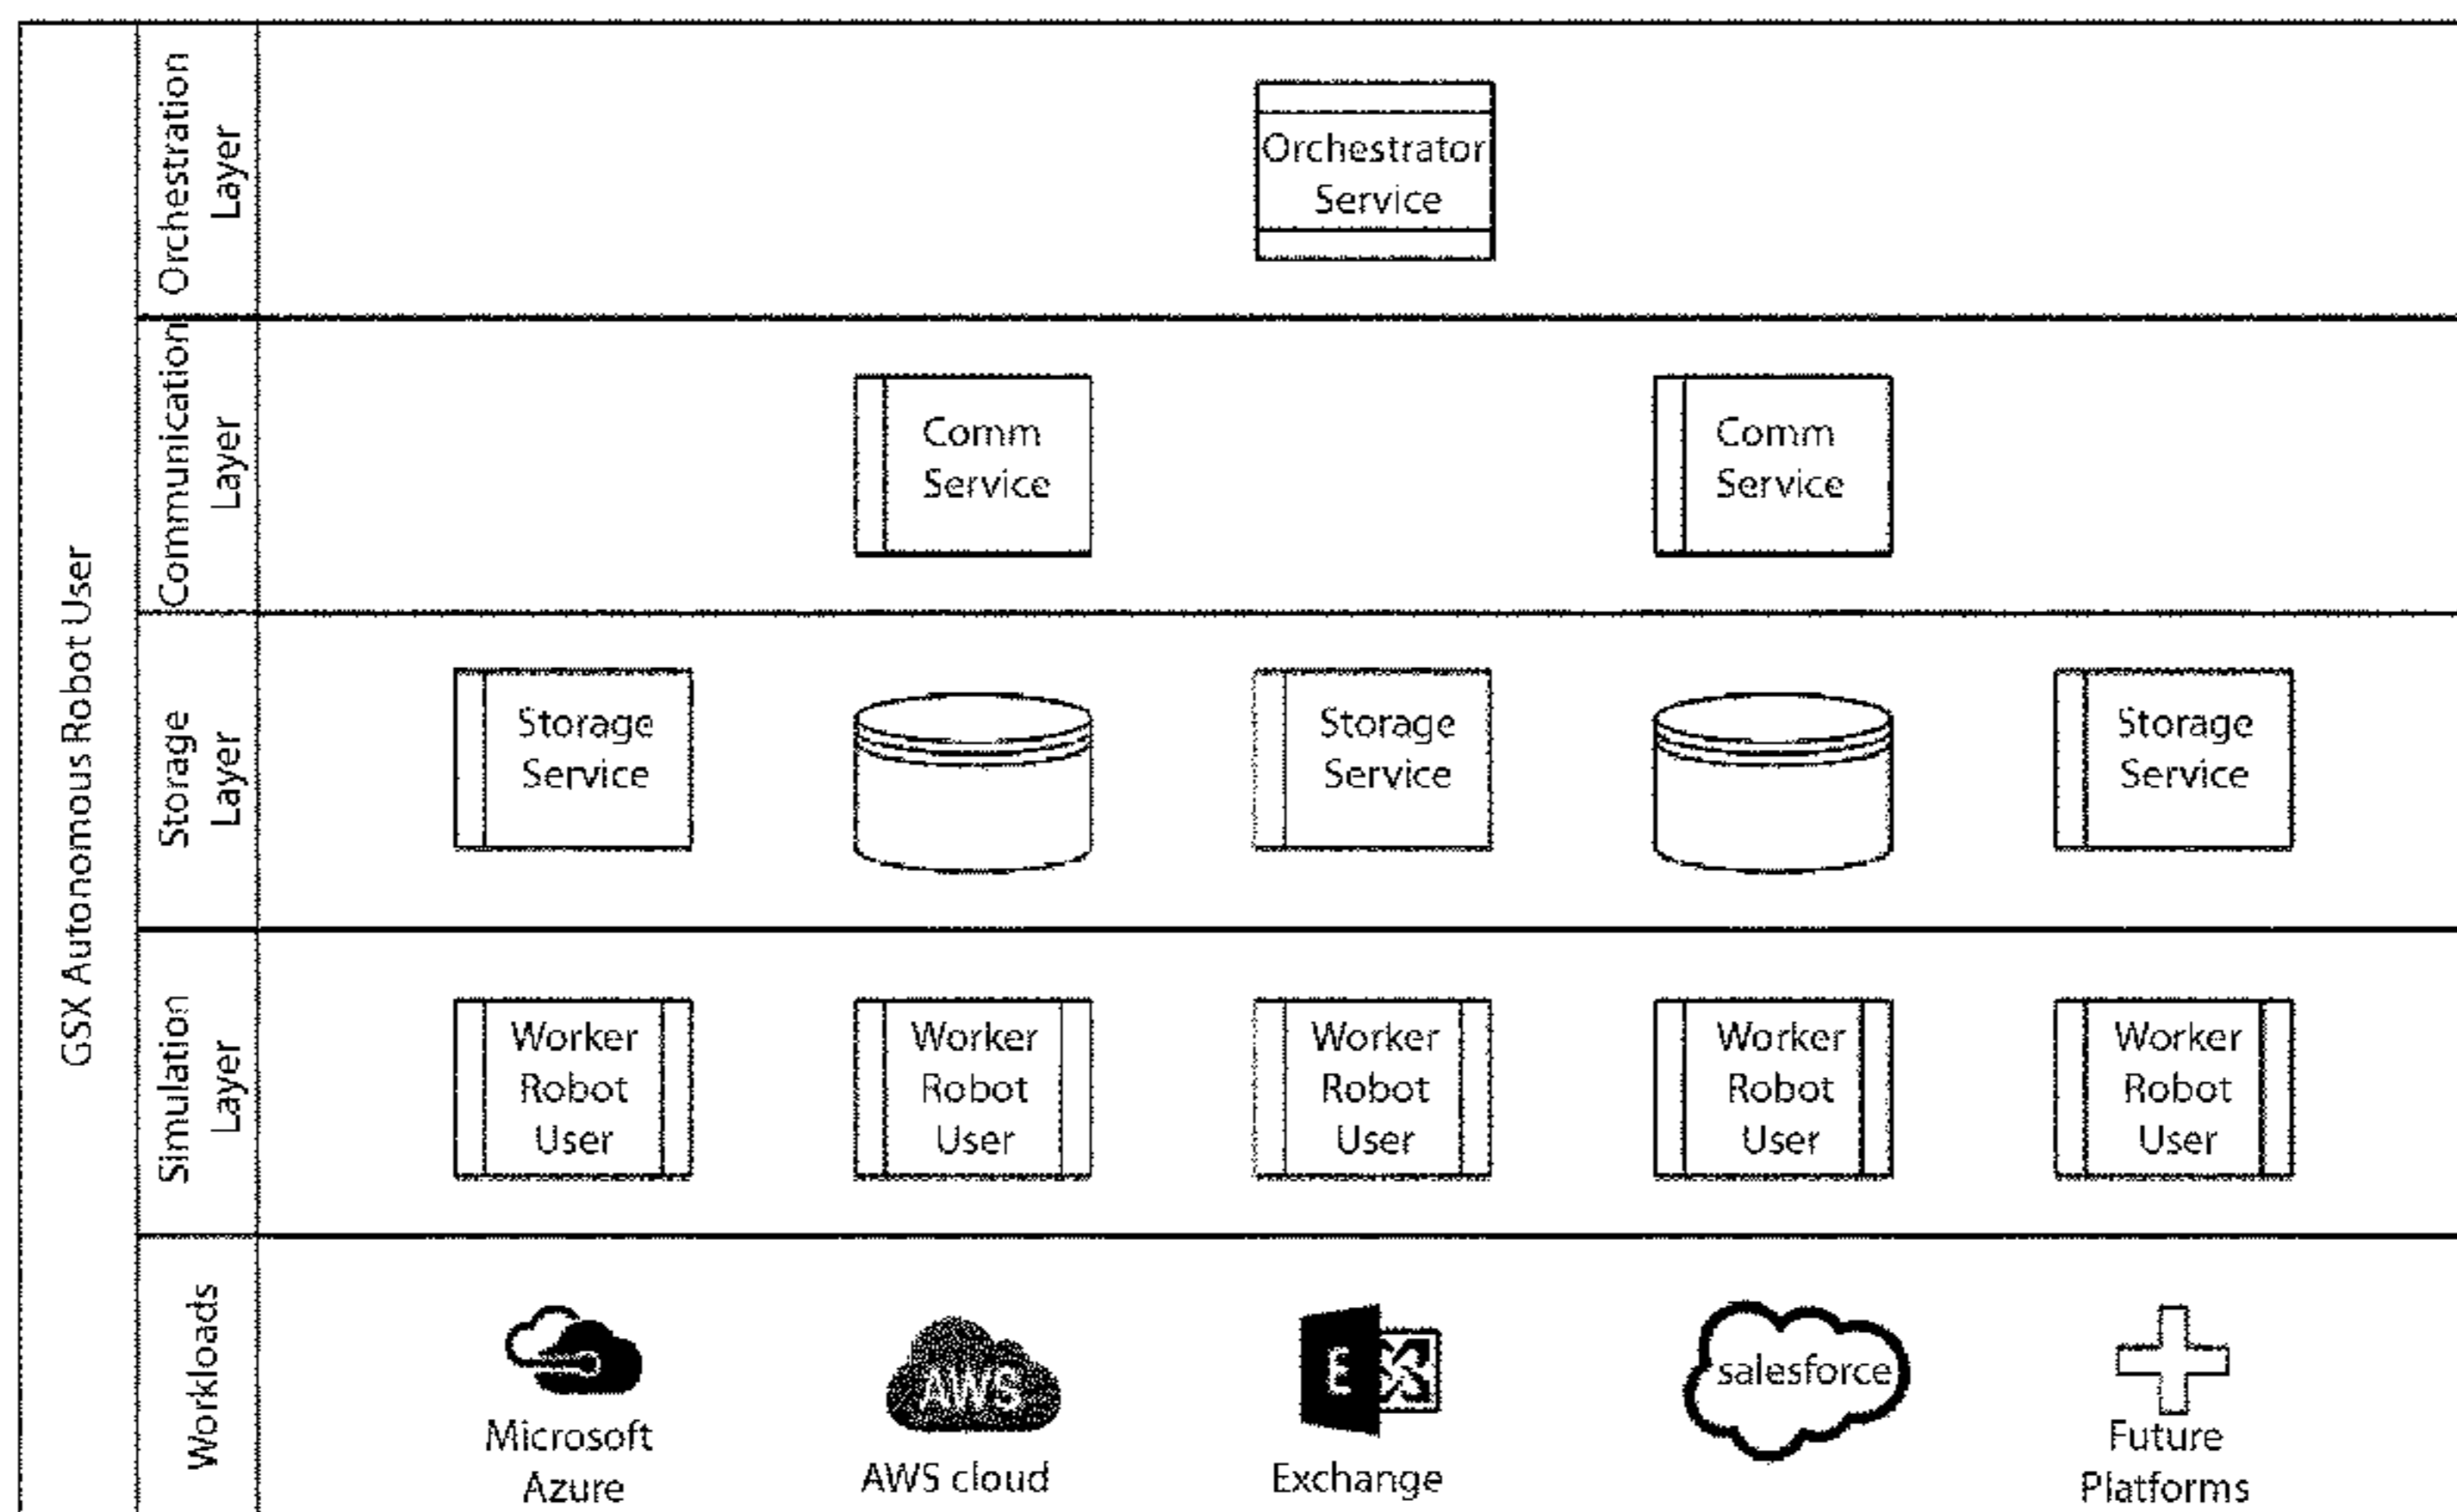 GSX Autonomous Robot User
Orchestration
Layer
Orchestrator
Service
Communication
Layer
Comm
Service
Comm
Service
Storage
Layer
Storage
Service
Storage
Service
Storage
Service
Simulation
Layer
Worker
Robot
User
Worker
Robot
User
Worker
Robot
User
Worker
Robot
User
Worker
Robot
User
Workloads
Microsoft
Azure
AWS
AWS cloud
E
Exchange
salesforce
Future
Platforms